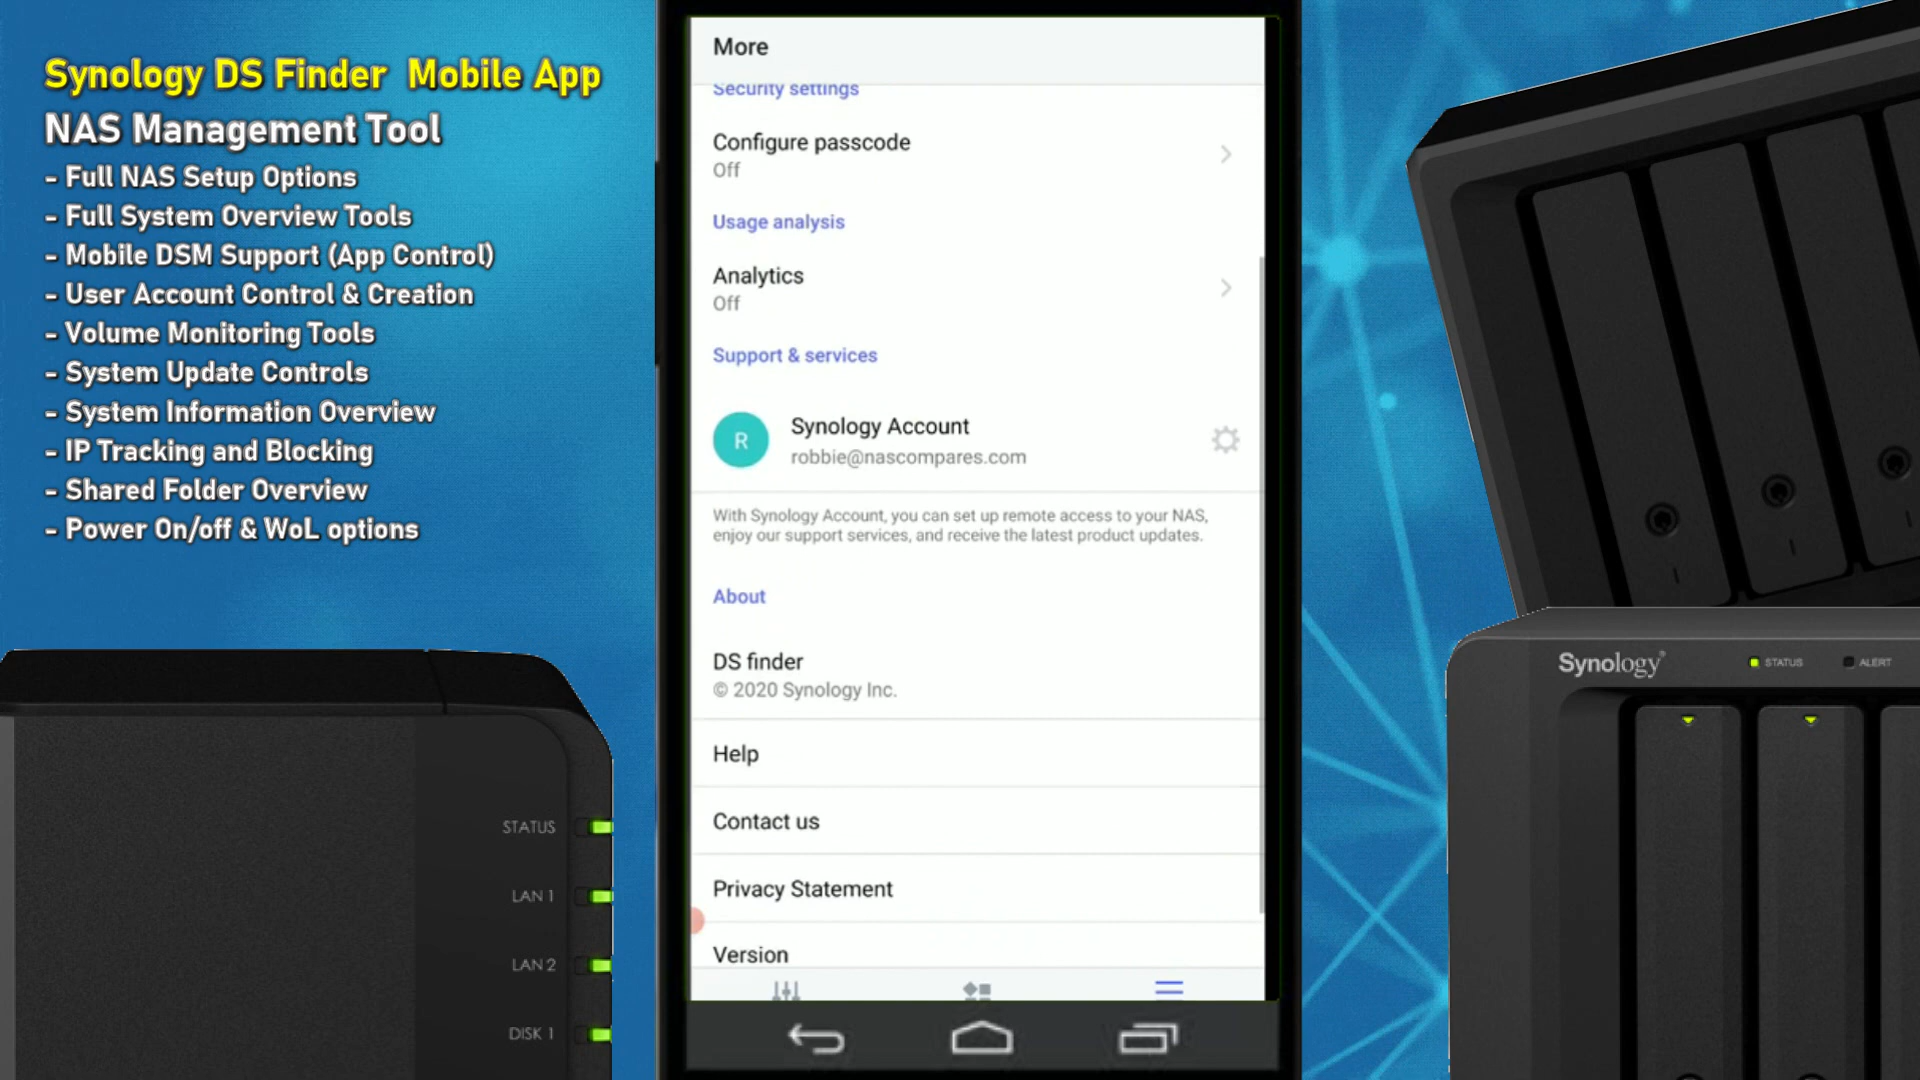 Synology DS Finder Mobile App
NAS Management Tool
- Full NAS Setup Options
- Full System Overview Tools
- Mobile DSM Support (App Control)
- User Account Control & Creation
- Volume Monitoring Tools
- System Update Controls
- System Information Overview
- IP Tracking and Blocking
- Shared Folder Overview
- Power On/off & WoL options
STATUS
LAN 1
LAN 2
DISK 1
More
Security settings
Configure passcode
Off
Usage analysis
Analytics
Off
Support & services
R
Synology Account
robbie@nascompares.com
With Synology Account, you can set up remote access to your NAS,
enjoy our support services, and receive the latest product updates.
About
DS finder
© 2020 Synology Inc.
Help
Contact us
Privacy Statement
Version
Synology®
STATUS
ALERT